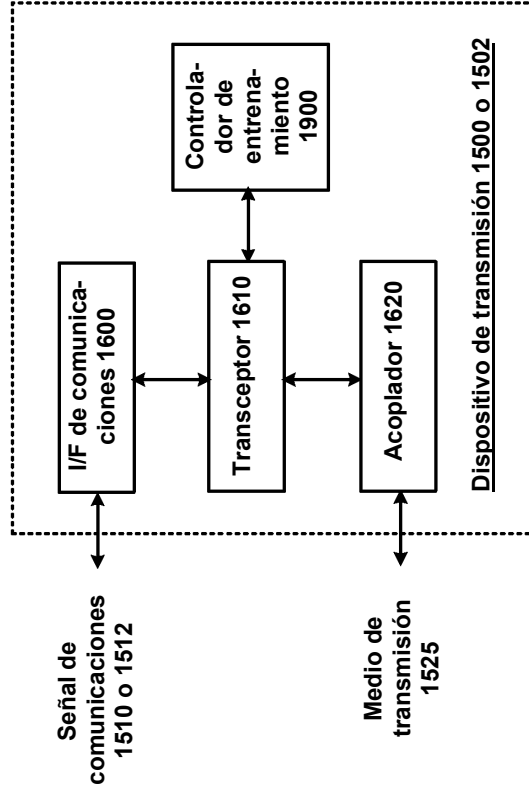 Señal de
comunicaciones
1510 o 1512
I/F de comunica-
ciones 1600
Transceptor 1610
Controla-
dor de
entrena-
miento
1900
Medio de
transmisión
1525
Acoplador 1620
Dispositivo de transmisión 1500 o 1502